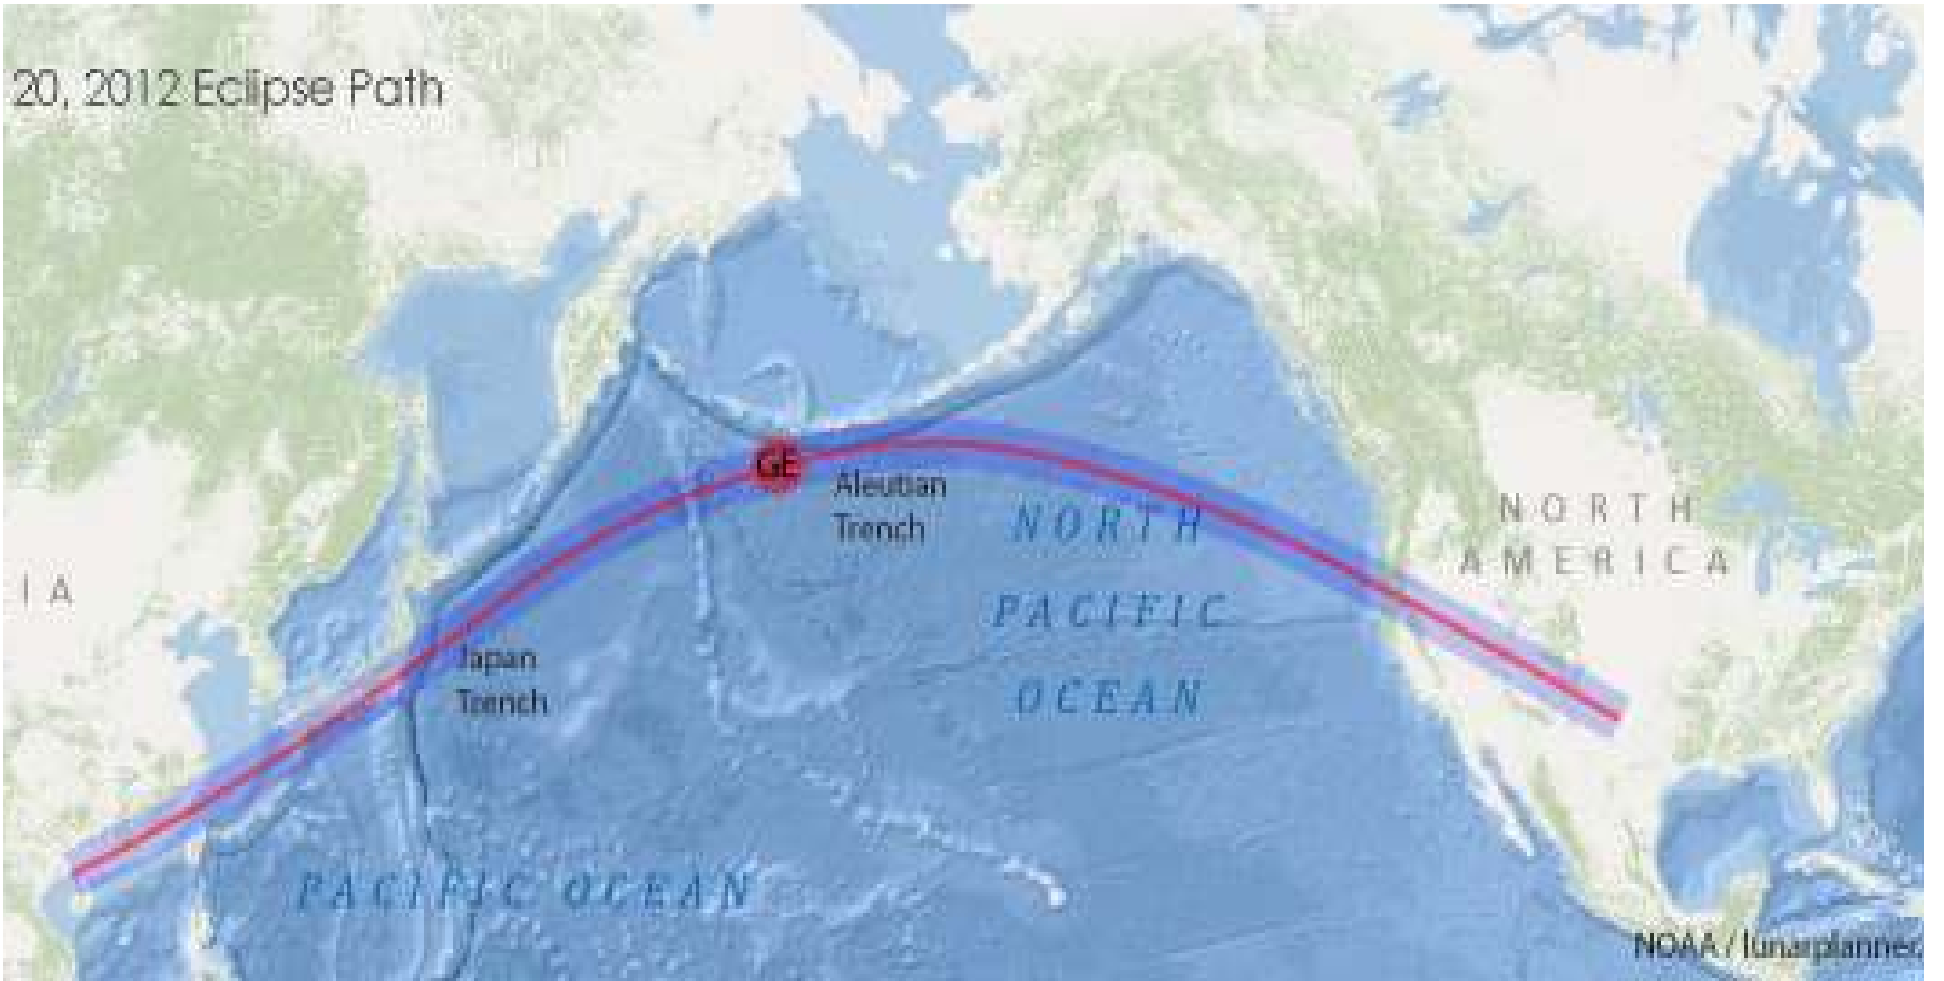 20, 2012 Eclipse Path
GE
Aleutian
Trench
NORTH
PACIFIC
OCEAN
NORTH
AMERICA
IA
Japan
Trench
PACIFIC OCEAN
NOAA / lunarplanner.